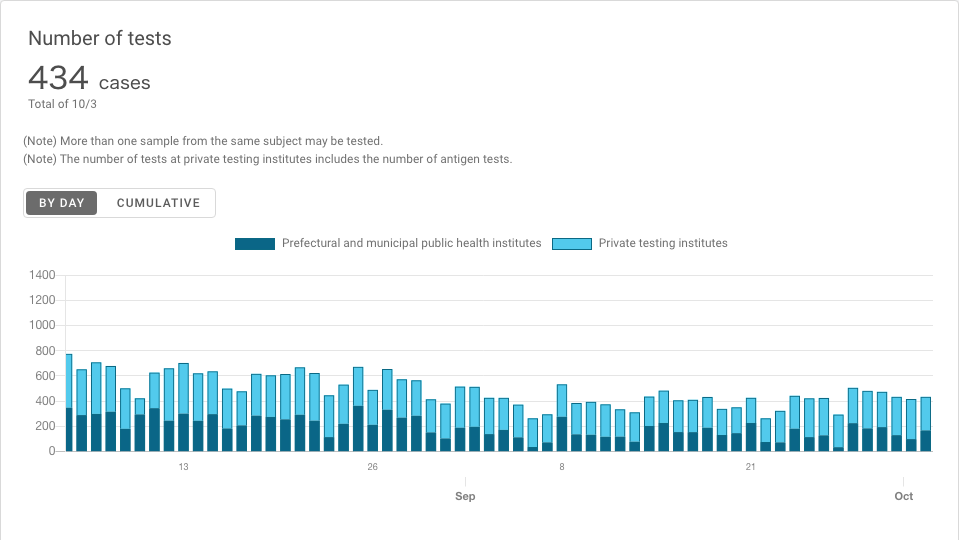 Number of tests
434 cases
Total of 10/3
(Note) More than one sample from the same subject may be tested.
(Note) The number of tests at private testing institutes includes the number of antigen tests.
BY DAY CUMULATIVE
Prefectural and municipal public health institutes Private testing institutes
1400
1200
1000
800
600
400
200
0
13 26 8 21
Sep Oct